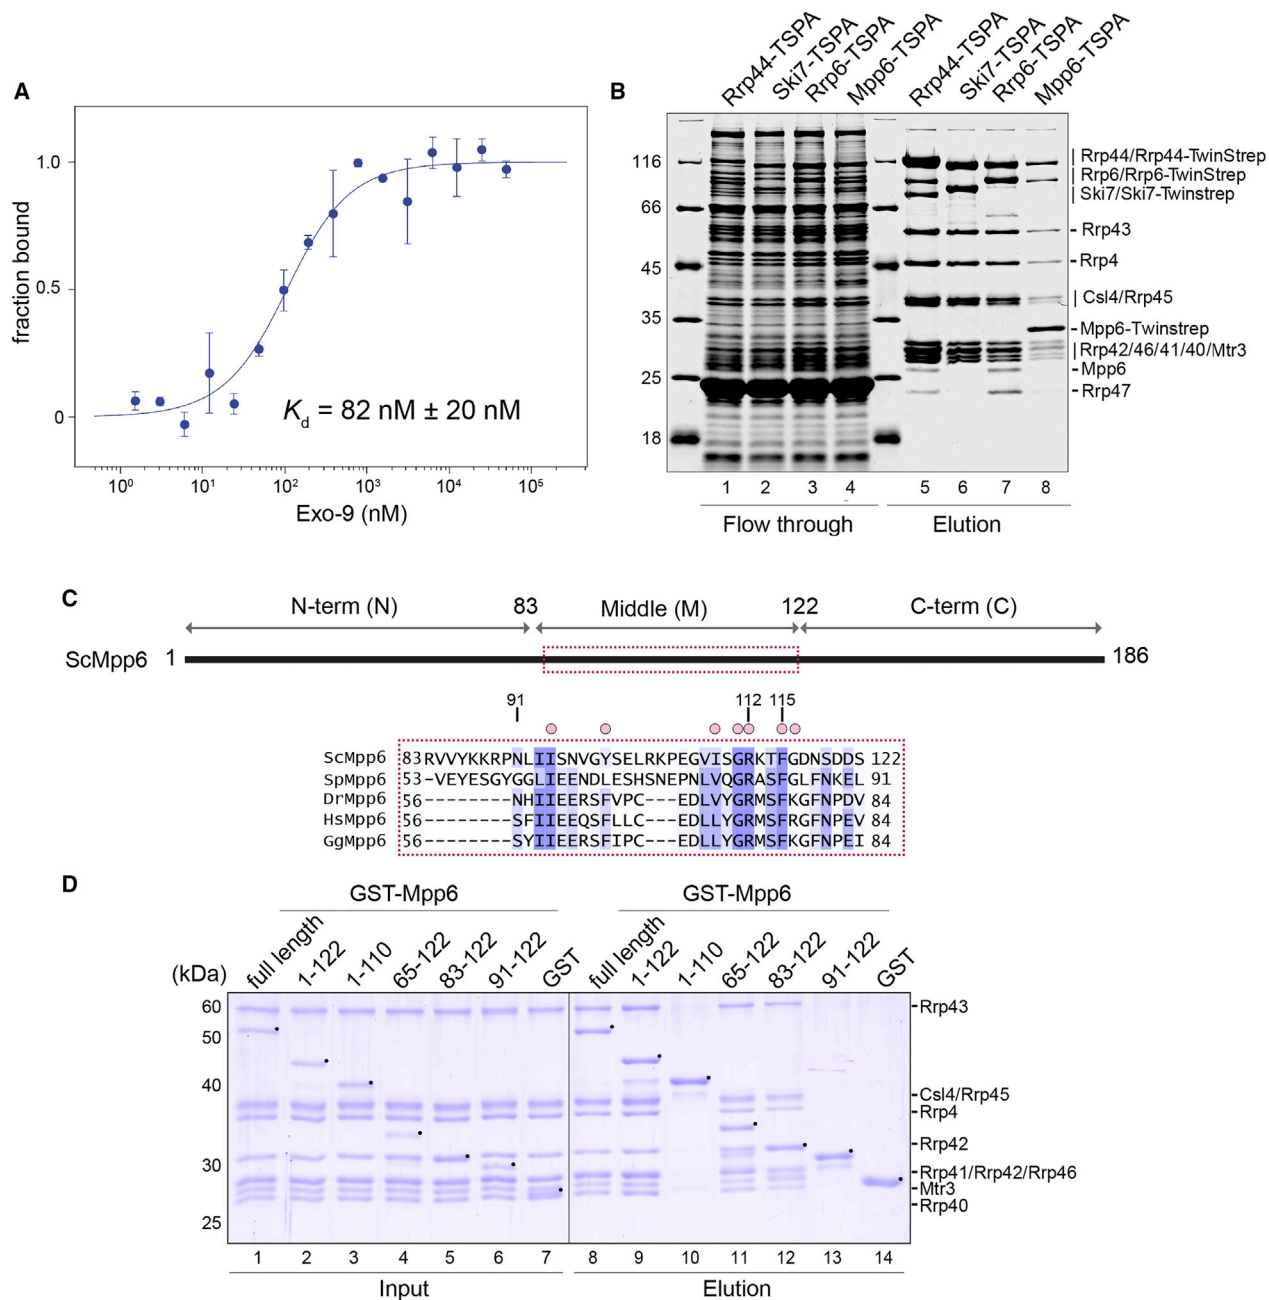 A
fraction bound
1.0
0.5
0
Kd = 82 nM ± 20 nM
10⁰ 10¹ 10² 10³ 10⁴ 10⁵
Exo-9 (nM)
B
Rrp44-TSPA Ski7-TSPA Rrp6-TSPA Mpp6-TSPA Rrp44-TSPA Ski7-TSPA Rrp6-TSPA Mpp6-TSPA
116
66
45
35
25
18
Rrp44/Rrp44-TwinStrep
Rrp6/Rrp6-TwinStrep
Ski7/Ski7-Twinstrep
Rrp43
Rrp4
Csl4/Rrp45
Mpp6-Twinstrep
Rrp42/46/41/40/Mtr3
Mpp6
Rrp47
1 2 3 4 5 6 7 8
Flow through Elution
C
N-term (N) 83 Middle (M) 122 C-term (C)
ScMpp6 1 186
91 112 115
ScMpp6 83 RVVYKKRPNLIISNVGYSELRKPEGVISGRKTFGDNSDDS 122
SpMpp6 53 -VEYESGYGGLIEENDLESHSNEPNLVQGRASFGLFNKEL 91
DrMpp6 56 --------NHIIEERSFVPC---EDLVYGRMSFKGFNPDV 84
HsMpp6 56 --------SFIIEEQSFLLC---EDLLYGRMSFRGFNPEV 84
GgMpp6 56 --------SYIIEERSFIPC---EDLLYGRMSFKGFNPEI 84
D
GST-Mpp6 GST-Mpp6
(kDa) full length 1-122 1-110 65-122 83-122 91-122 GST full length 1-122 1-110 65-122 83-122 91-122 GST
60
50
40
30
25
Rrp43
Csl4/Rrp45
Rrp4
Rrp42
Rrp41/Rrp42/Rrp46
Mtr3
Rrp40
1 2 3 4 5 6 7 8 9 10 11 12 13 14
Input Elution